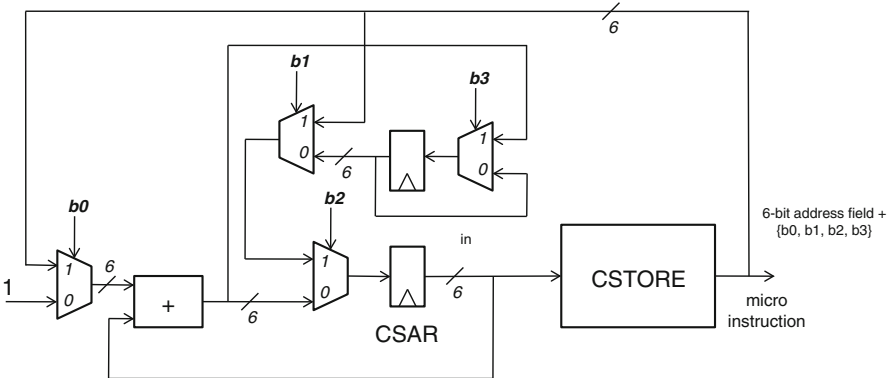 6
b1
b3
1
1
0
6
0
b2
6-bit address field +
{b0, b1, b2, b3}
b0
in
1
6
1
CSTORE
1
0
+
6
0
6
micro
instruction
CSAR